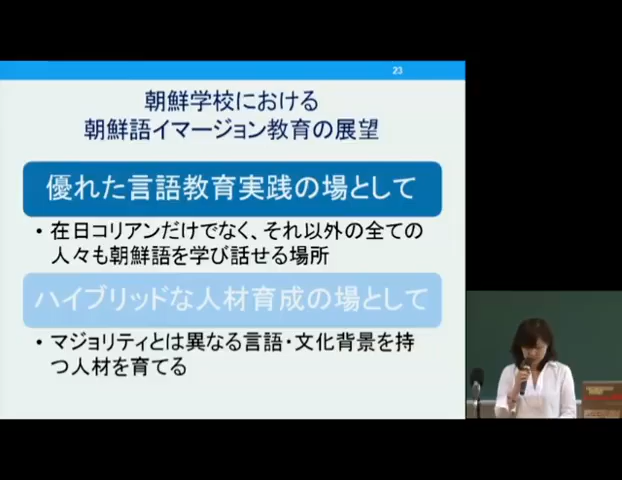 23
朝鮮学校における
朝鮮語イマージョン教育の展望
優れた言語教育実践の場として
・在日コリアンだけでなく、それ以外の全ての
人々も朝鮮語を学び話せる場所
ハイブリッドな人材育成の場として
・マジョリティとは異なる言語・文化背景を持
つ人材を育てる